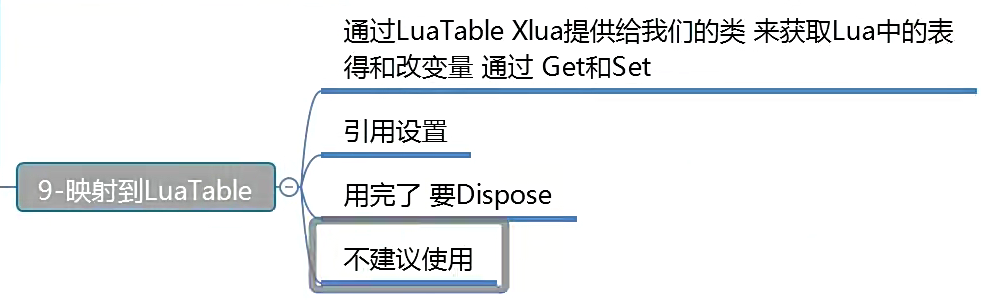 通过LuaTable Xlua提供给我们的类 来获取Lua中的表
得和改变量 通过 Get和Set
引用设置
9-映射到LuaTable
用完了 要Dispose
不建议使用